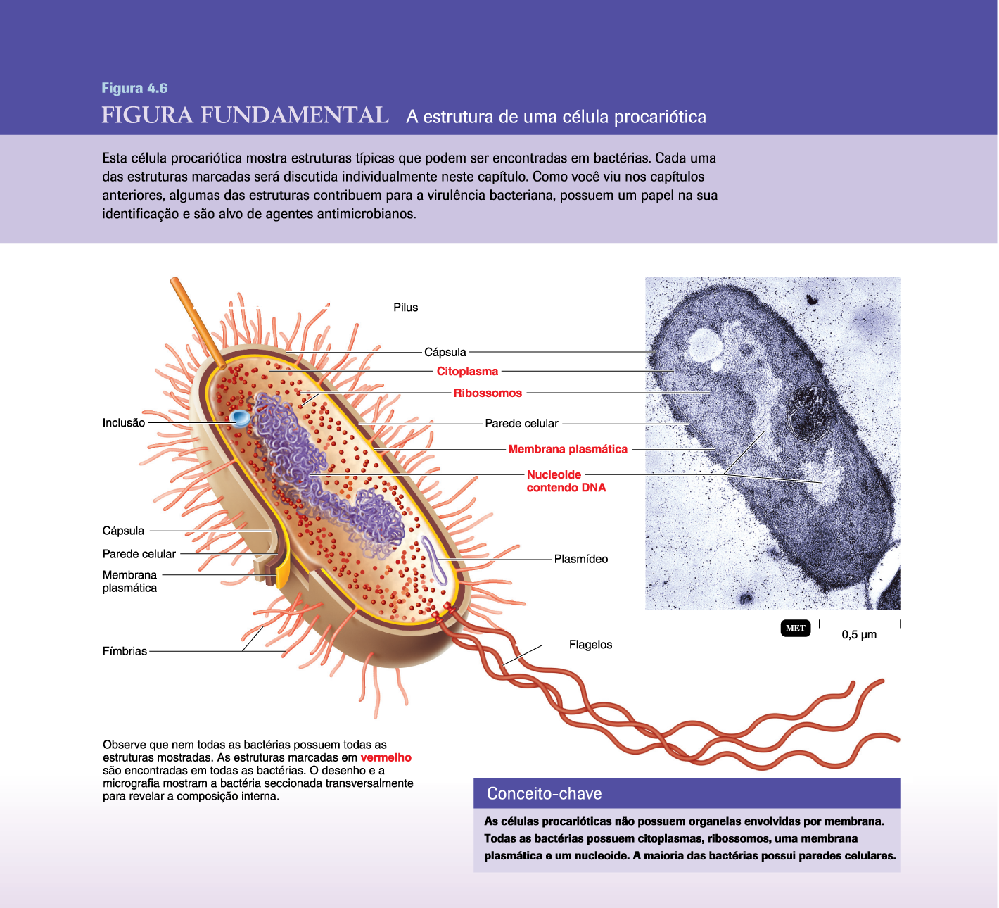 Figura 4.6
FIGURA FUNDAMENTAL A estrutura de uma célula procariótica
Esta célula procariótica mostra estruturas típicas que podem ser encontradas em bactérias. Cada uma
das estruturas marcadas será discutida individualmente neste capítulo. Como você viu nos capítulos
anteriores, algumas das estruturas contribuem para a virulência bacteriana, possuem um papel na sua
identificação e são alvo de agentes antimicrobianos.
Pilus
Cápsula
Citoplasma
Ribossomos
Inclusão
Parede celular
Membrana plasmática
Nucleoide
contendo DNA
Cápsula
Parede celular
Membrana
plasmática
Plasmídeo
Fímbrias
Flagelos
MET
0,5 µm
Observe que nem todas as bactérias possuem todas as
estruturas mostradas. As estruturas marcadas em vermelho
são encontradas em todas as bactérias. O desenho e a
micrografia mostram a bactéria seccionada transversalmente
para revelar a composição interna.
Conceito-chave
As células procarióticas não possuem organelas envolvidas por membrana.
Todas as bactérias possuem citoplasmas, ribossomos, uma membrana
plasmática e um nucleoide. A maioria das bactérias possui paredes celulares.